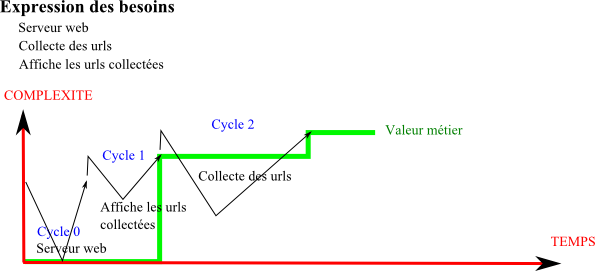 Expression des besoins
Serveur web
Collecte des urls
Affiche les urls collectées
COMPLEXITE
Cycle 2
Valeur métier
Cycle 1
Collecte des urls
Affiche les urls
collectées
Cycle 0
Serveur web
TEMPS